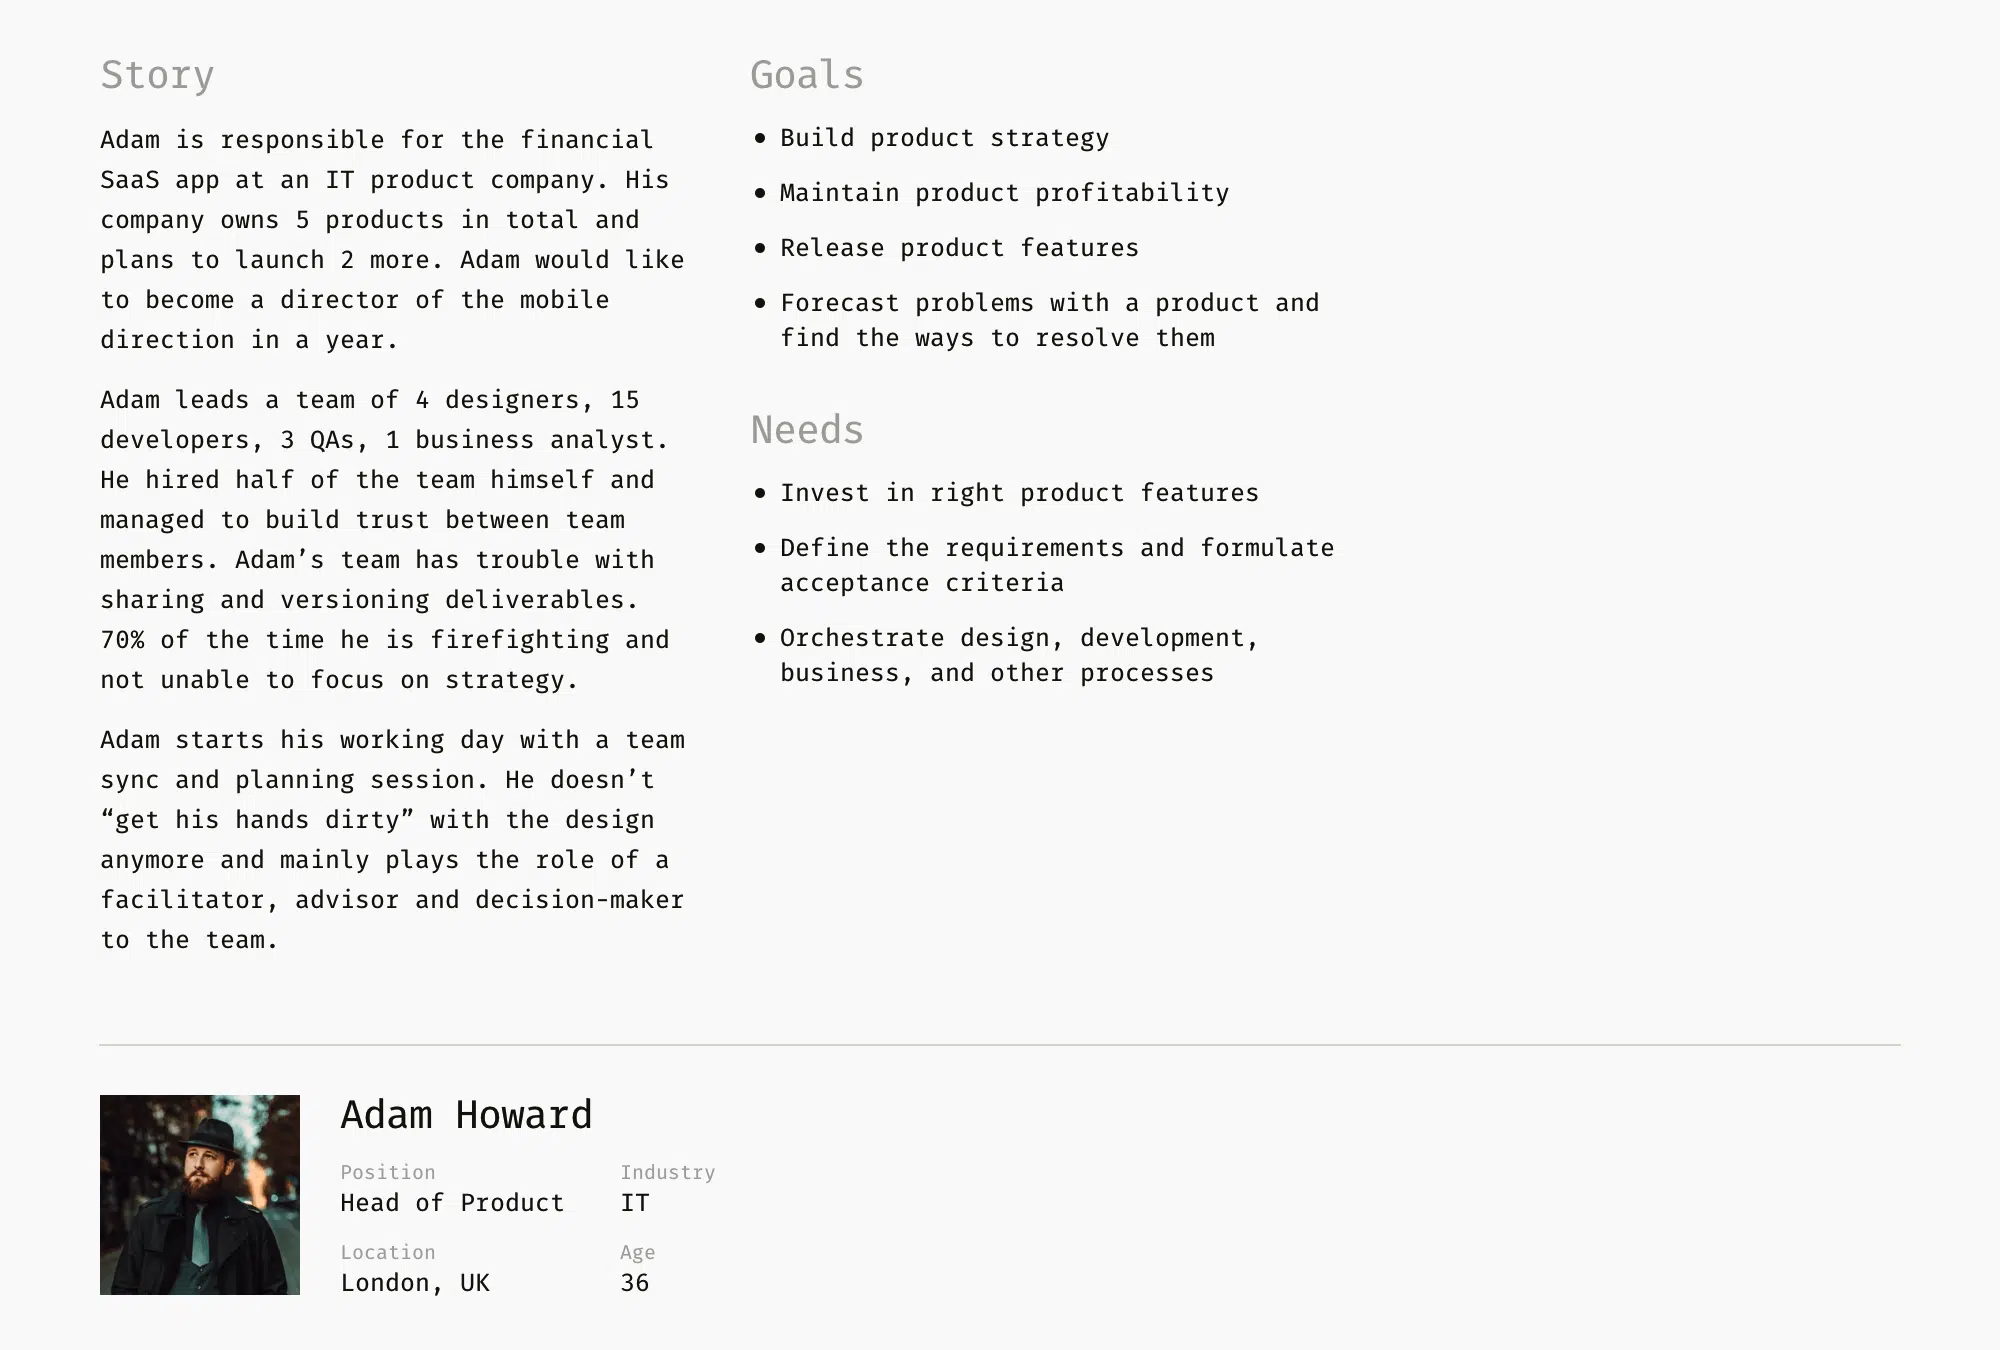 Story
Adam is responsible for the financial
SaaS app at an IT product company. His
company owns 5 products in total and
plans to launch 2 more. Adam would like
to become a director of the mobile
direction in a year.
Adam leads a team of 4 designers, 15
developers, 3 QAs, 1 business analyst.
He hired half of the team himself and
managed to build trust between team
members. Adam’s team has trouble with
sharing and versioning deliverables.
70% of the time he is firefighting and
not unable to focus on strategy.
Adam starts his working day with a team
sync and planning session. He doesn’t
“get his hands dirty” with the design
anymore and mainly plays the role of a
facilitator, advisor and decision-maker
to the team.
Goals
• Build product strategy
• Maintain product profitability
• Release product features
• Forecast problems with a product and
find the ways to resolve them
Needs
• Invest in right product features
• Define the requirements and formulate
acceptance criteria
• Orchestrate design, development,
business, and other processes
Adam Howard
Position
Head of Product
Industry
IT
Location
London, UK
Age
36